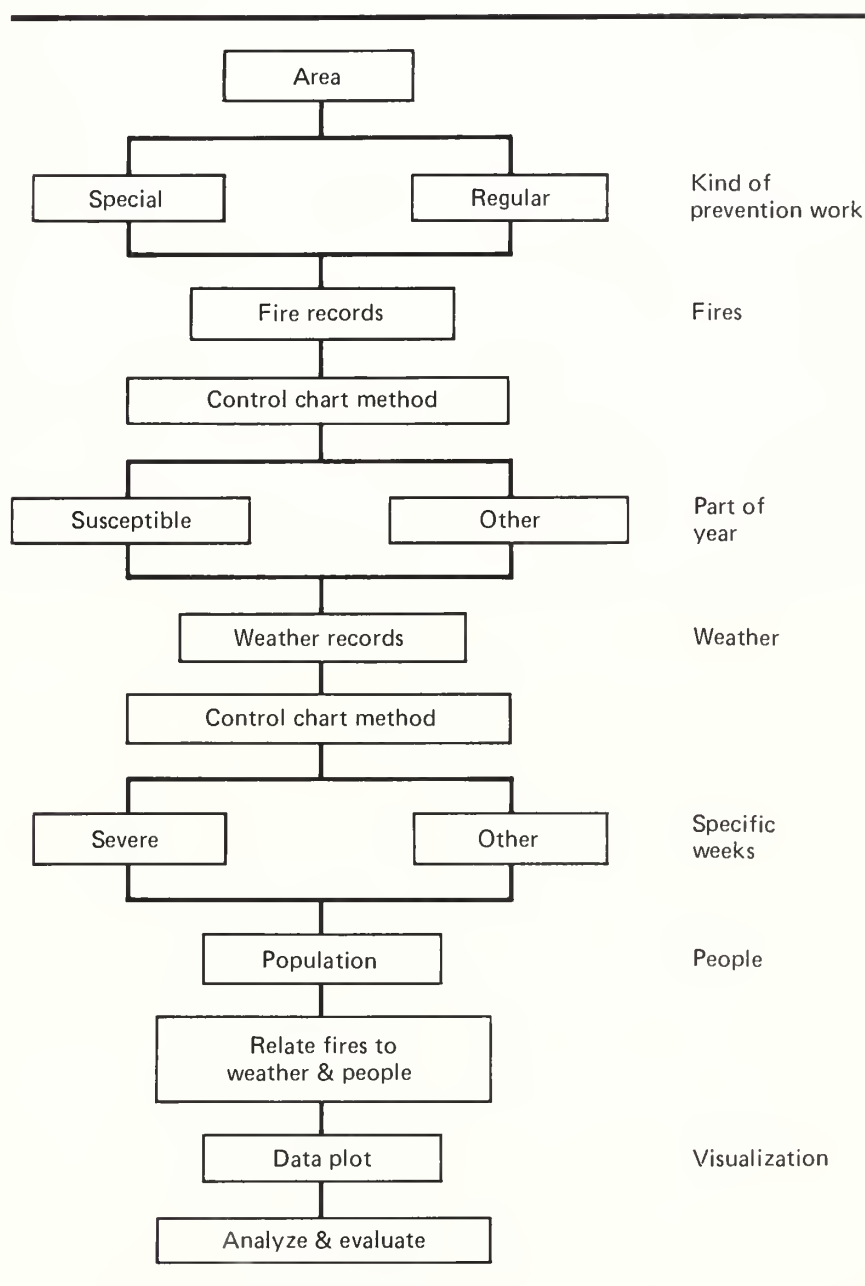 Area
Special
Regular
Kind of
prevention work
Fire records
Fires
Control chart method
Susceptible
Other
Part of
year
Weather records
Weather
Control chart method
Severe
Other
Specific
weeks
Population
People
Relate fires to
weather & people
Data plot
Visualization
Analyze & evaluate